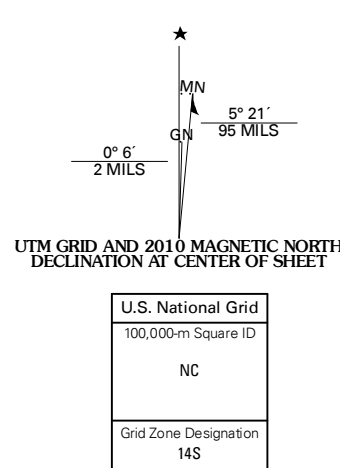 MN
GN
5° 21´
95 MILS
0° 6´
2 MILS
UTM GRID AND 2010 MAGNETIC NORTH
DECLINATION AT CENTER OF SHEET
U.S. National Grid
100,000-m Square ID
NC
Grid Zone Designation
14S